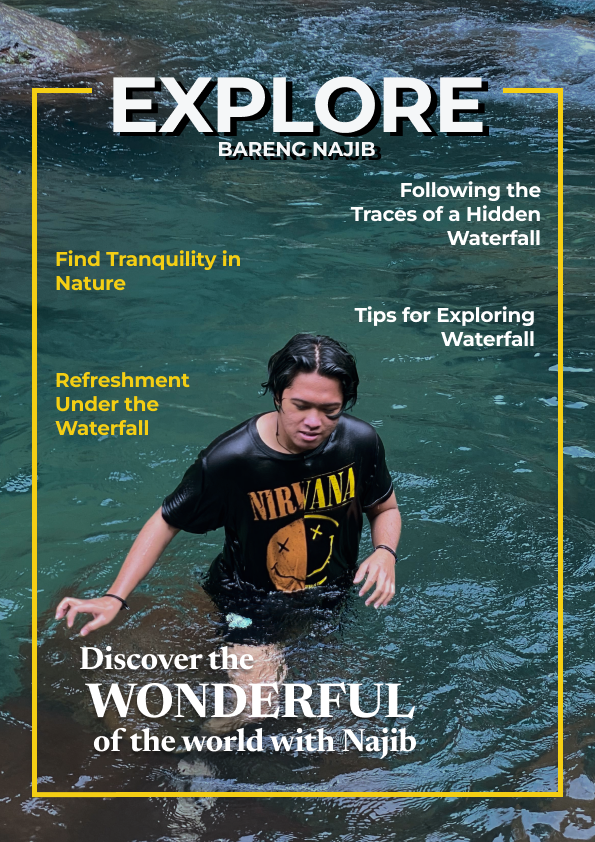 EXPLORE
BARENG NAJIB
Following the
Traces of a Hidden
Waterfall
Find Tranquility in
Nature
Tips for Exploring
Waterfall
Refreshment
Under the
Waterfall
NIRVANA
Discover the
WONDERFUL
of the world with Najib